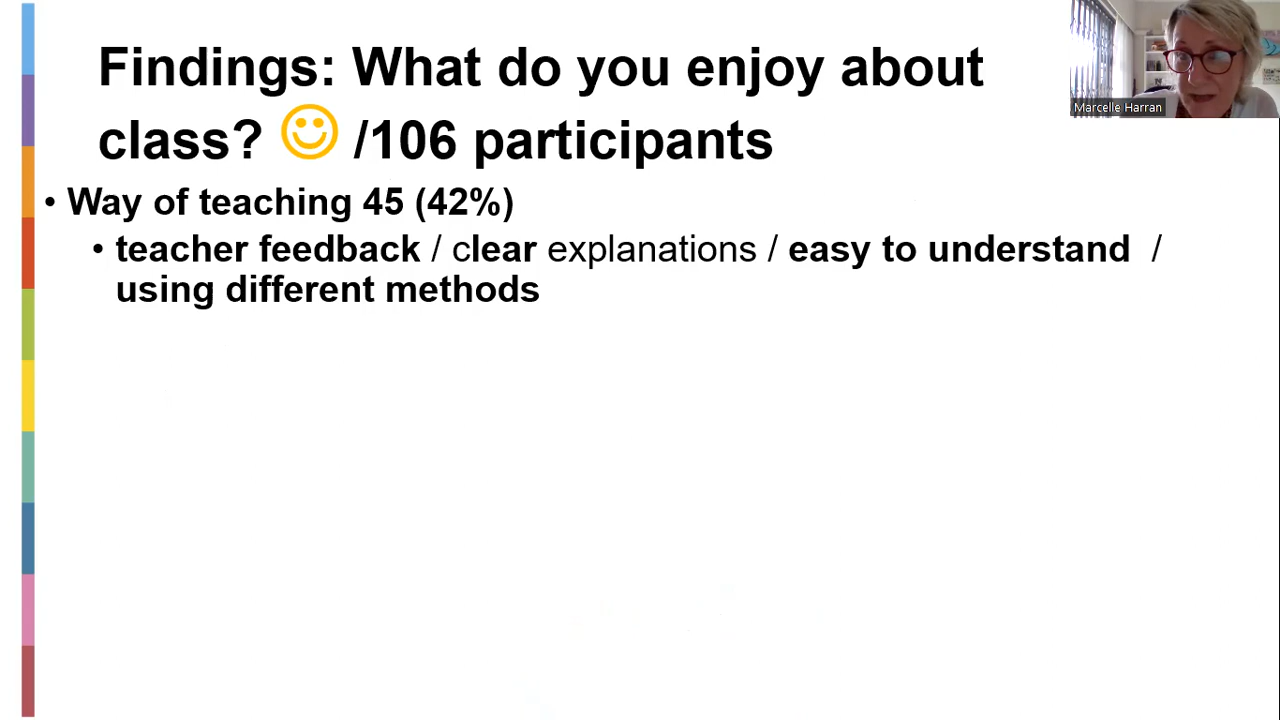 Findings: What do you enjoy about
class? /106 participants
• Way of teaching 45 (42%)
• teacher feedback / clear explanations / easy to understand /
using different methods
Marcelle Harran